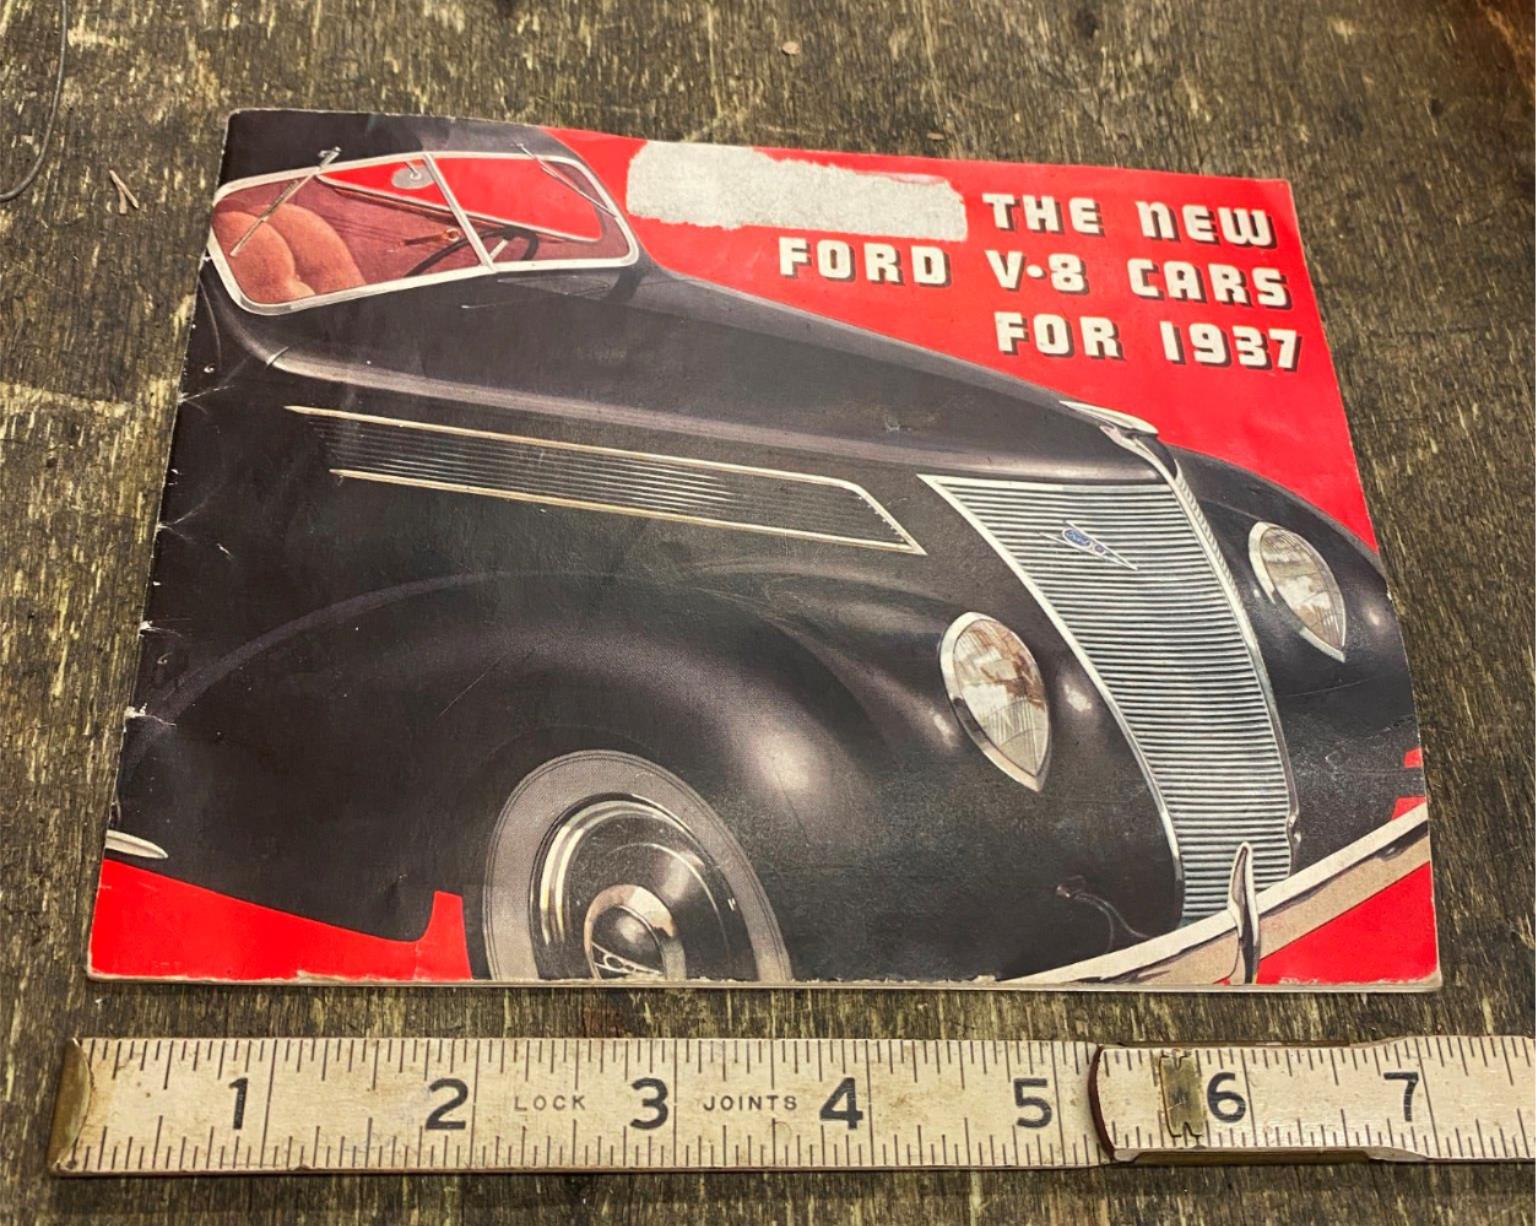 THE NEW
FORD V·8 CARS
FOR 1937
1 2 LOCK 3 JOINTS 4 5 6 7